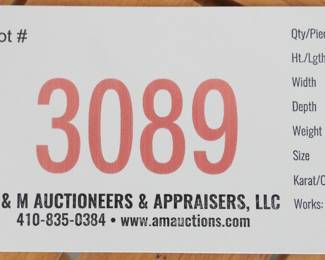 ot #
3089
& M AUCTIONEERS & APPRAISERS, LLC
410-835-0384 • www.amauctions.com
Qty/Pie
Ht./Lgth
Width
Depth
Weight
Size
Karat/C
Works: